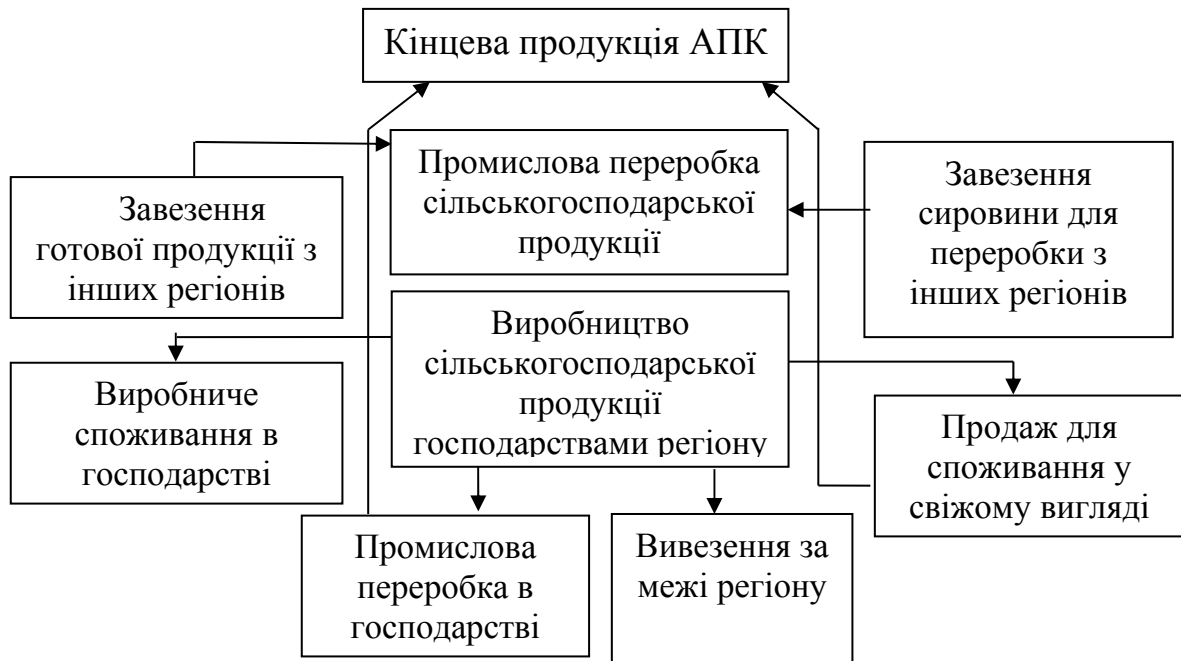 Кінцева продукція АПК
Промислова переробка
сільськогосподарської
продукції
Завезення
готової продукції з
інших регіонів
Завезення
сировини для
переробки з
інших регіонів
Виробництво
сільськогосподарської
продукції
господарствами регіону
Виробниче
споживання в
господарстві
Продаж для
споживання у
свіжому вигляді
Промислова
переробка в
господарстві
Вивезення за
межі регіону